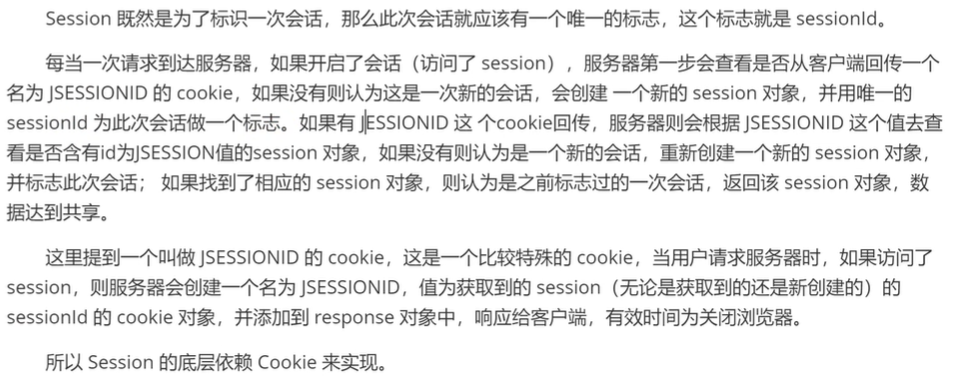 Session 既然是为了标识一次会话，那么此次会话就应该有一个唯一的标志，这个标志就是 sessionId。
每当一次请求到达服务器，如果开启了会话（访问了 session），服务器第一步会查看是否从客户端回传一个
名为 JSESSIONID 的 cookie，如果没有则认为这是一次新的会话，会创建 一个新的 session 对象，并用唯一的
sessionId 为此次会话做一个标志。如果有 JESSIONID 这 个cookie回传，服务器则会根据 JSESSIONID 这个值去查
看是否含有id为JSESSION值的session 对象，如果没有则认为是一个新的会话，重新创建一个新的 session 对象，
并标志此次会话； 如果找到了相应的 session 对象，则认为是之前标志过的一次会话，返回该 session 对象，数
据达到共享。
这里提到一个叫做 JSESSIONID 的 cookie，这是一个比较特殊的 cookie，当用户请求服务器时，如果访问了
session，则服务器会创建一个名为 JSESSIONID，值为获取到的 session（无论是获取到的还是新创建的）的
sessionId 的 cookie 对象，并添加到 response 对象中，响应给客户端，有效时间为关闭浏览器。
所以 Session 的底层依赖 Cookie 来实现。